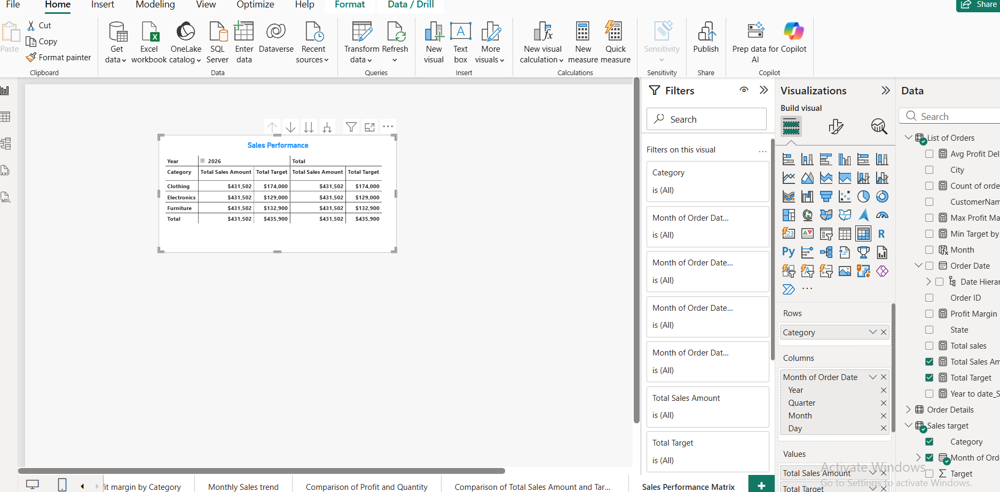 File Home Insert Modeling View Optimize Help Format Data / Drill Share
Paste Cut
Copy
Format painter
Clipboard
Get data Excel workbook OneLake catalog SQL Server Enter data Dataverse Recent sources
Data
Transform data Refresh
Queries
New visual Text box More visuals
Insert
New visual calculation New measure Quick measure
Calculations
Sensitivity
Sensitivity
Publish
Share
Prep data for AI Copilot
Copilot
Sales Performance
Year 2026 Total
Category Total Sales Amount Total Target Total Sales Amount Total Target
Clothing $431,502 $174,000 $431,502 $174,000
Electronics $431,502 $129,000 $431,502 $129,000
Furniture $431,502 $132,900 $431,502 $132,900
Total $431,502 $435,900 $431,502 $435,900
Filters
Search
Filters on this visual
Category
is (All)
Month of Order Dat...
is (All)
Month of Order Date...
is (All)
Month of Order Date...
is (All)
Month of Order Dat...
is (All)
Total Sales Amount
is (All)
Total Target
is (All)
Visualizations
Build visual
123
R
Py
...
Rows
Category
Columns
Month of Order Date
Year
Quarter
Month
Day
Values
Total Sales Amount
Total Target
Data
Search
List of Orders
Avg Profit Del
City
Count of orde
CustomerNam
Max Profit Ma
Min Target by
Month
Order Date
Date Hierar
Order ID
Profit Margin
State
Total sales
Total Sales Am
Total Target
Year to date_S
Order Details
Sales target
Category
Month of Ord
Target
Activate Windows
Go to Settings to activate Windows.
fit margin by Category Monthly Sales trend Comparison of Profit and Quantity Comparison of Total Sales Amount and Tar... Sales Performance Matrix